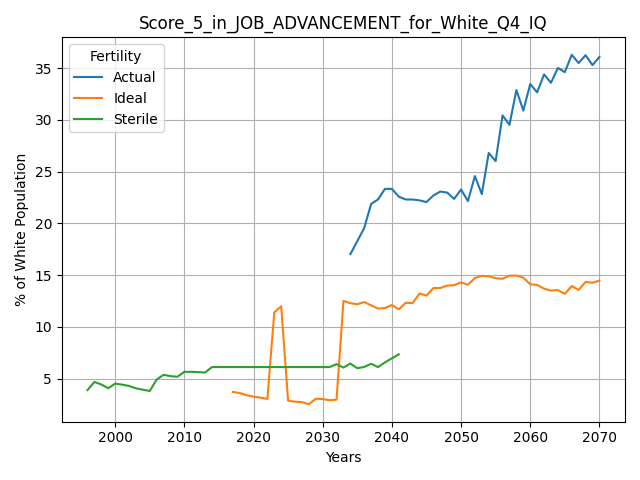 Score_5_in_JOB_ADVANCEMENT_for_White_Q4_IQ
Fertility
Actual
Ideal
Sterile
% of White Population
35
30
25
20
15
10
5
2000
2010
2020
2030
2040
2050
2060
2070
Years